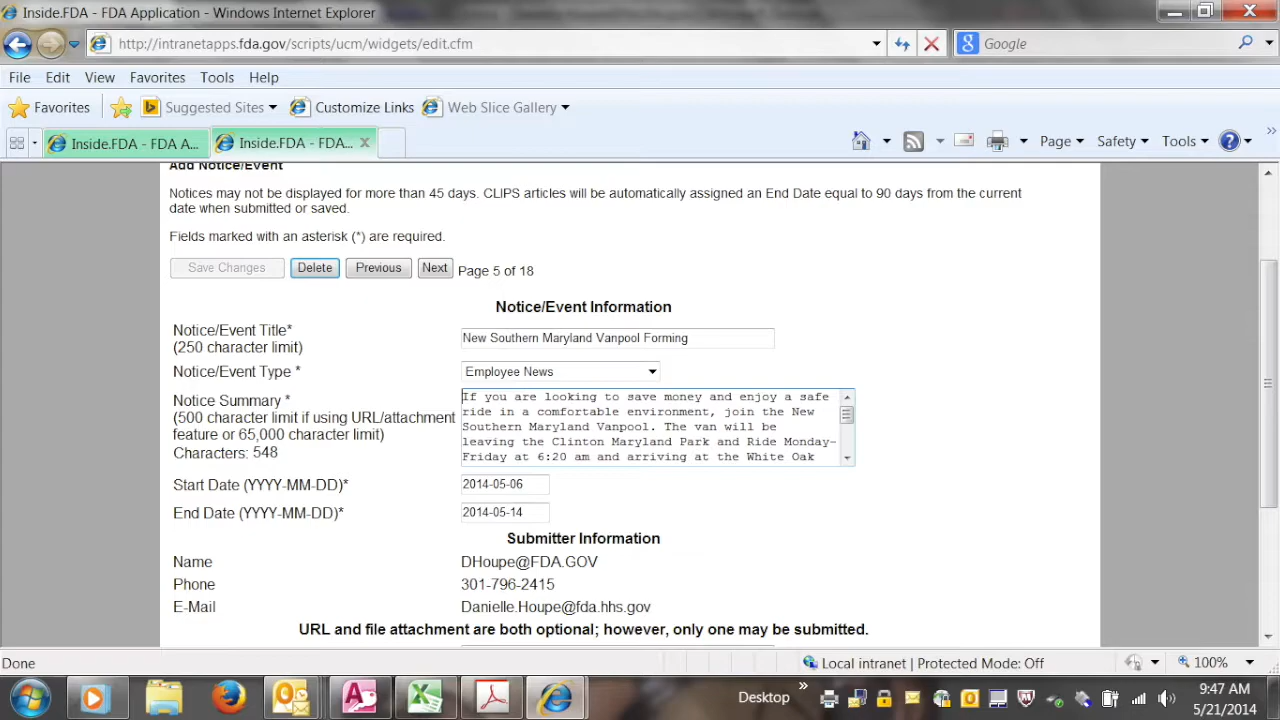 Inside.FDA - FDA Application - Windows Internet Explorer
http://intranetapps.fda.gov/scripts/ucm/widgets/edit.cfm
Google
File Edit View Favorites Tools Help
Favorites Suggested Sites Customize Links Web Slice Gallery
Inside.FDA - FDA A... Inside.FDA - FDA... Page Safety Tools
Add Notice/Event
Notices may not be displayed for more than 45 days. CLIPS articles will be automatically assigned an End Date equal to 90 days from the current
date when submitted or saved.
Fields marked with an asterisk (*) are required.
Save Changes Delete Previous Next Page 5 of 18
Notice/Event Information
Notice/Event Title* New Southern Maryland Vanpool Forming
(250 character limit)
Notice/Event Type * Employee News
Notice Summary *
(500 character limit if using URL/attachment
feature or 65,000 character limit)
Characters: 548
If you are looking to save money and enjoy a safe
ride in a comfortable environment, join the New
Southern Maryland Vanpool. The van will be
leaving the Clinton Maryland Park and Ride Monday-
Friday at 6:20 am and arriving at the White Oak
Start Date (YYYY-MM-DD)* 2014-05-06
End Date (YYYY-MM-DD)* 2014-05-14
Submitter Information
Name DHoupe@FDA.GOV
Phone 301-796-2415
E-Mail Danielle.Houpe@fda.hhs.gov
URL and file attachment are both optional; however, only one may be submitted.
Done Local intranet | Protected Mode: Off 100%
Desktop 9:47 AM
5/21/2014